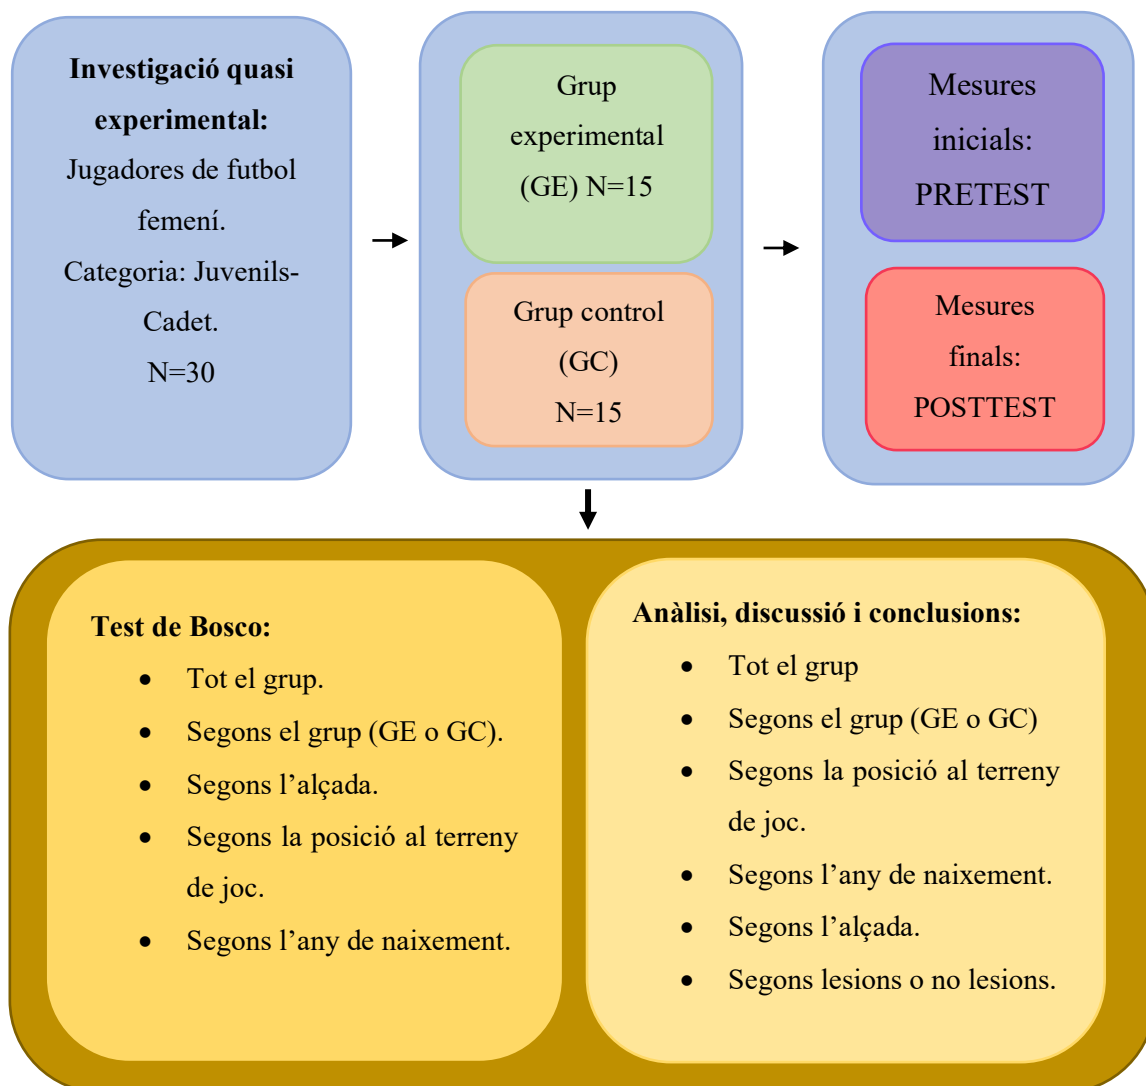 Investigació quasi
experimental:
Jugadores de futbol
femení.
Categoria: Juvenils-
Cadet.
N=30
Grup
experimental
(GE) N=15
Grup control
(GC)
N=15
Mesures
inicials:
PRETEST
Mesures
finals:
POSTTEST
Test de Bosco:
• Tot el grup.
• Segons el grup (GE o GC).
• Segons l’alçada.
• Segons la posició al terreny
de joc.
• Segons l’any de naixement.
Anàlisi, discussió i conclusions:
• Tot el grup
• Segons el grup (GE o GC)
• Segons la posició al terreny
de joc.
• Segons l’any de naixement.
• Segons l’alçada.
• Segons lesions o no lesions.